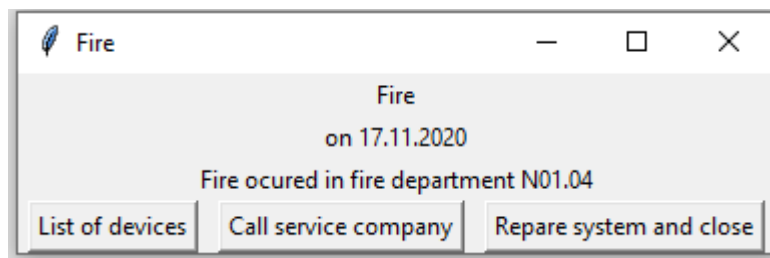 Fire
Fire
on 17.11.2020
Fire ocured in fire department N01.04
List of devices Call service company Repare system and close